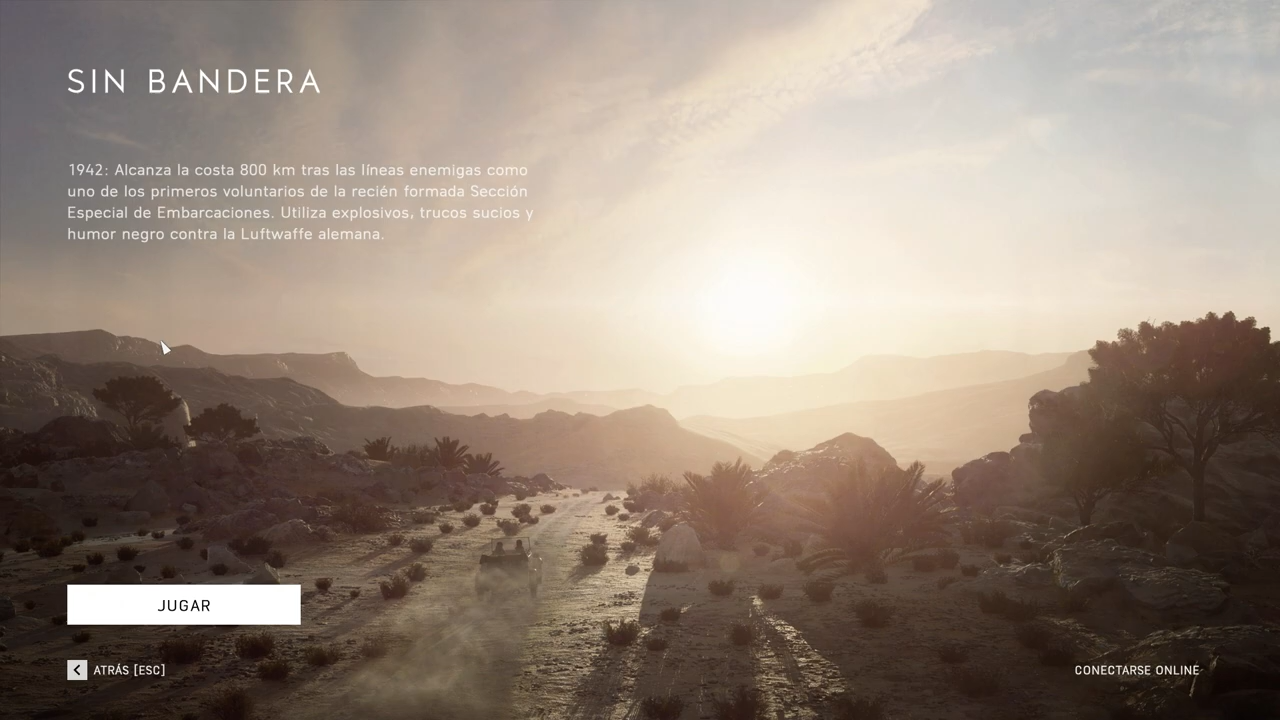 SIN BANDERA
1942: Alcanza la costa 800 km tras las líneas enemigas como
uno de los primeros voluntarios de la recién formada Sección
Especial de Embarcaciones. Utiliza explosivos, trucos sucios y
humor negro contra la Luftwaffe alemana.
JUGAR
ATRÁS [ESC]
CONECTARSE ONLINE